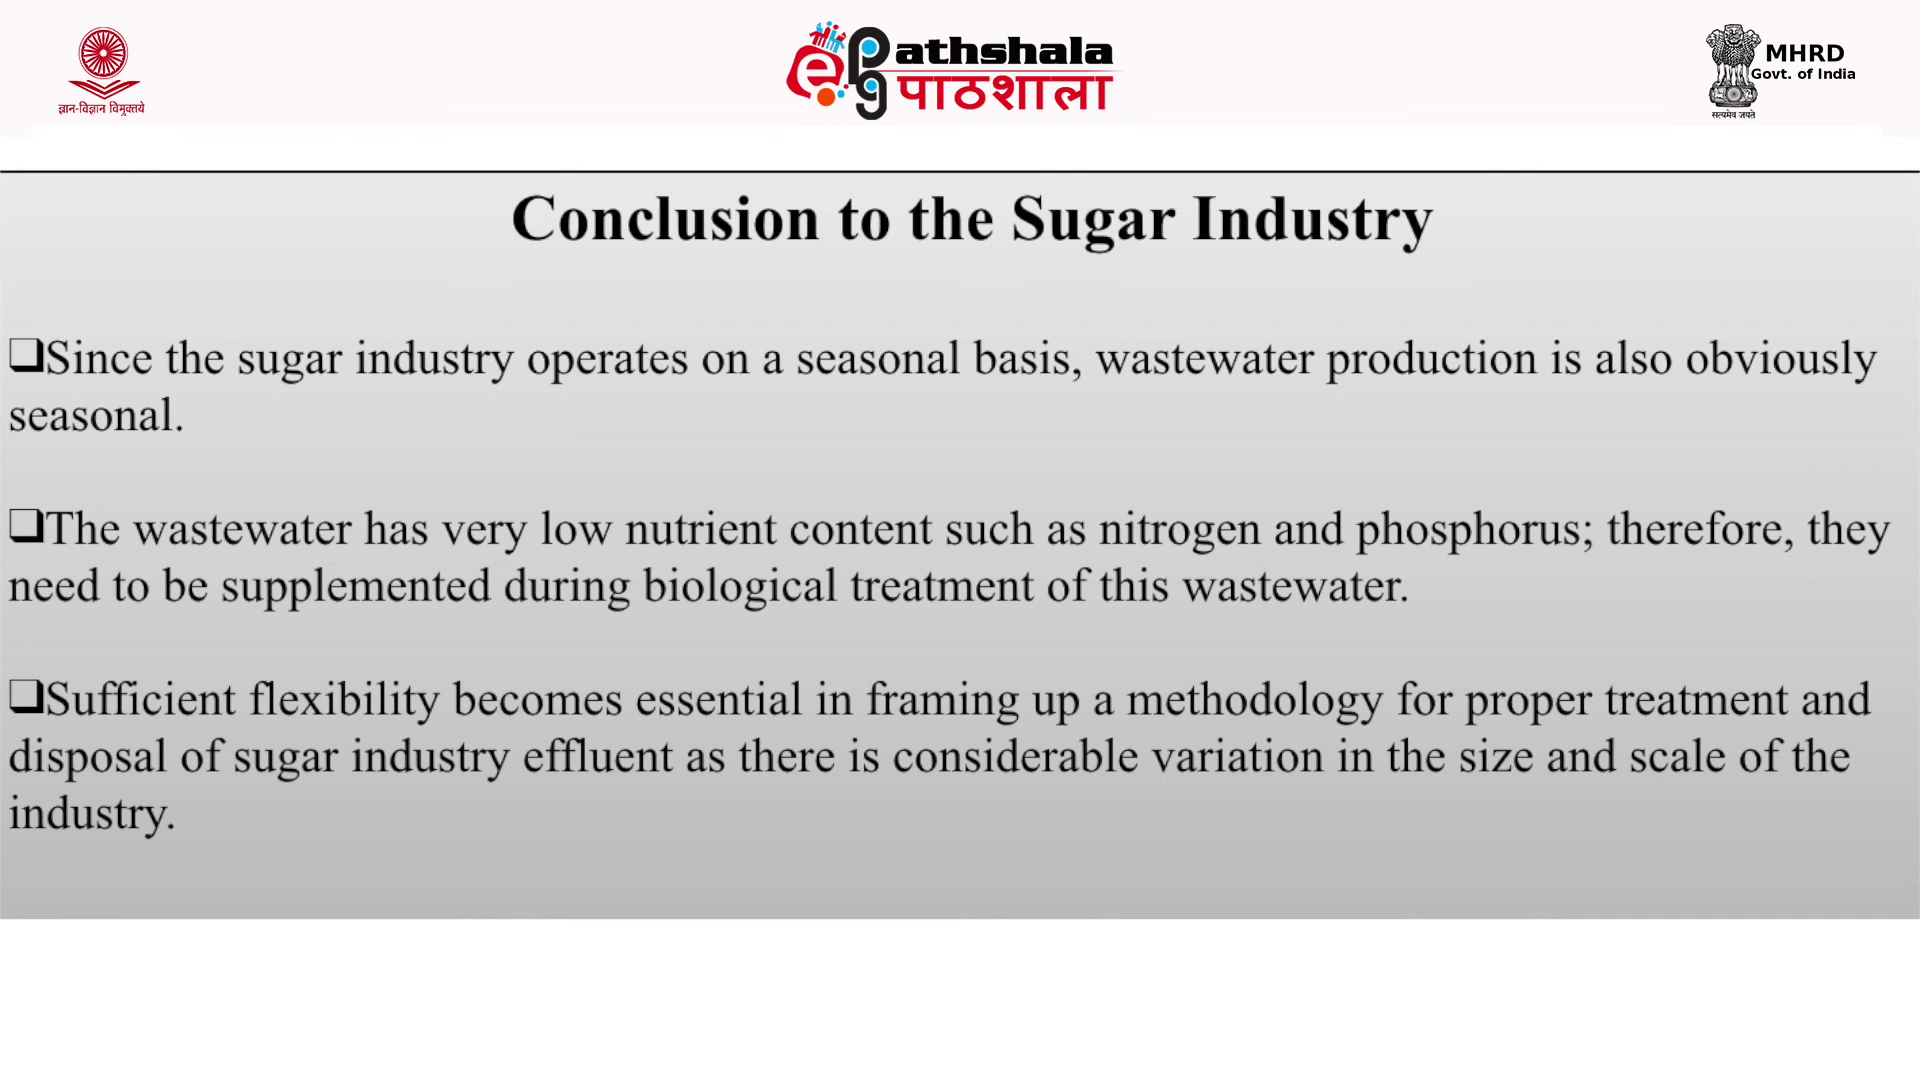 ज्ञान-विज्ञान विमुक्तये
e PG athshala
पाठशाला
MHRD
Govt. of India
सत्यमेव जयते
Conclusion to the Sugar Industry
❑Since the sugar industry operates on a seasonal basis, wastewater production is also obviously
seasonal.
❑The wastewater has very low nutrient content such as nitrogen and phosphorus; therefore, they
need to be supplemented during biological treatment of this wastewater.
❑Sufficient flexibility becomes essential in framing up a methodology for proper treatment and
disposal of sugar industry effluent as there is considerable variation in the size and scale of the
industry.